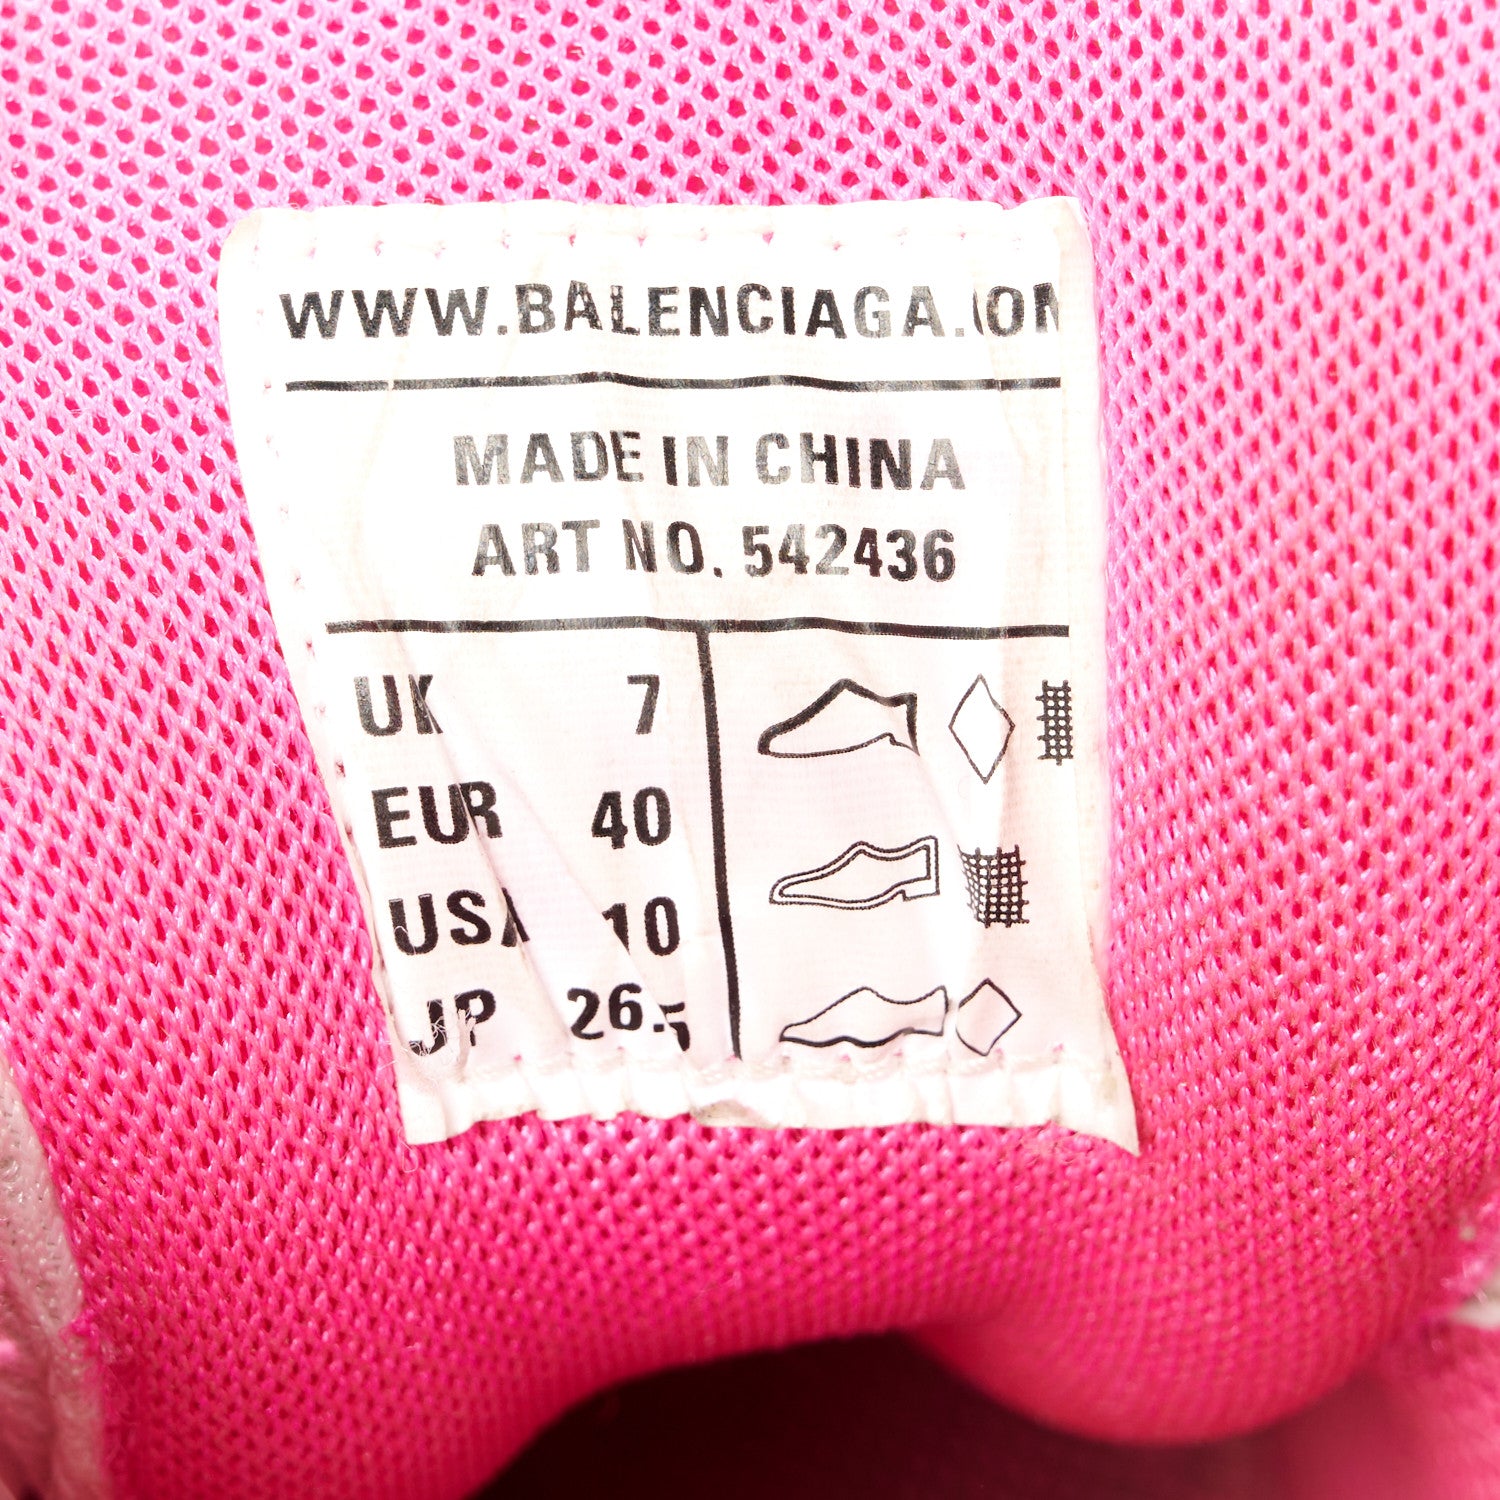 WWW.BALENCIAGA.COM
MADE IN CHINA
ART NO. 542436
UK 7
EUR 40
USA 10
JP 26.5